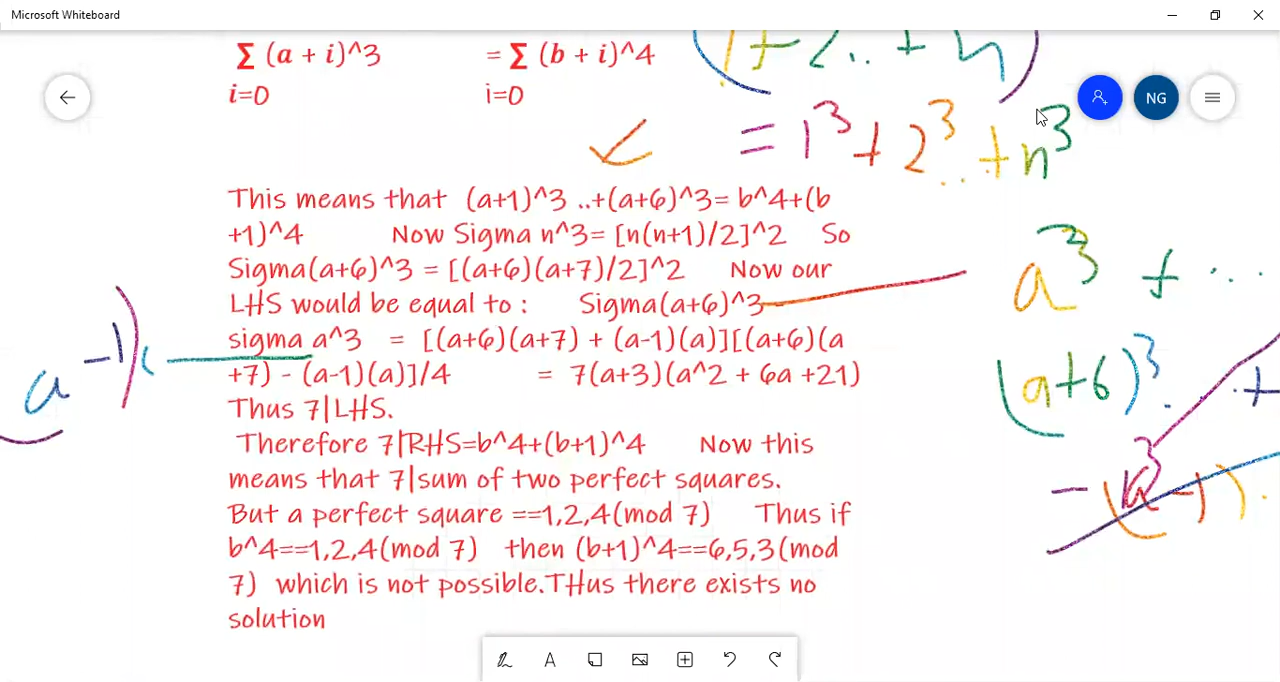 Microsoft Whiteboard
∑ (a + i)^3 = ∑ (b + i)^4
i=0 i=0
(1+2..+n)
= 1^3 + 2^3 .. + n^3
NG
This means that (a+1)^3 ..+(a+6)^3= b^4+(b
+1)^4 Now Sigma n^3= [n(n+1)/2]^2 So
Sigma(a+6)^3 = [(a+6)(a+7)/2]^2 Now our
LHS would be equal to : Sigma(a+6)^3-
sigma a^3 = [(a+6)(a+7) + (a-1)(a)][(a+6)(a
+7) - (a-1)(a)]/4 = 7(a+3)(a^2 + 6a +21)
Thus 7|LHS.
Therefore 7|RHS=b^4+(b+1)^4 Now this
means that 7|sum of two perfect squares.
But a perfect square ==1,2,4(mod 7) Thus if
b^4==1,2,4(mod 7) then (b+1)^4==6,5,3(mod
7) which is not possible.THus there exists no
solution
a^3 + ...
(a+6)^3
a-1)